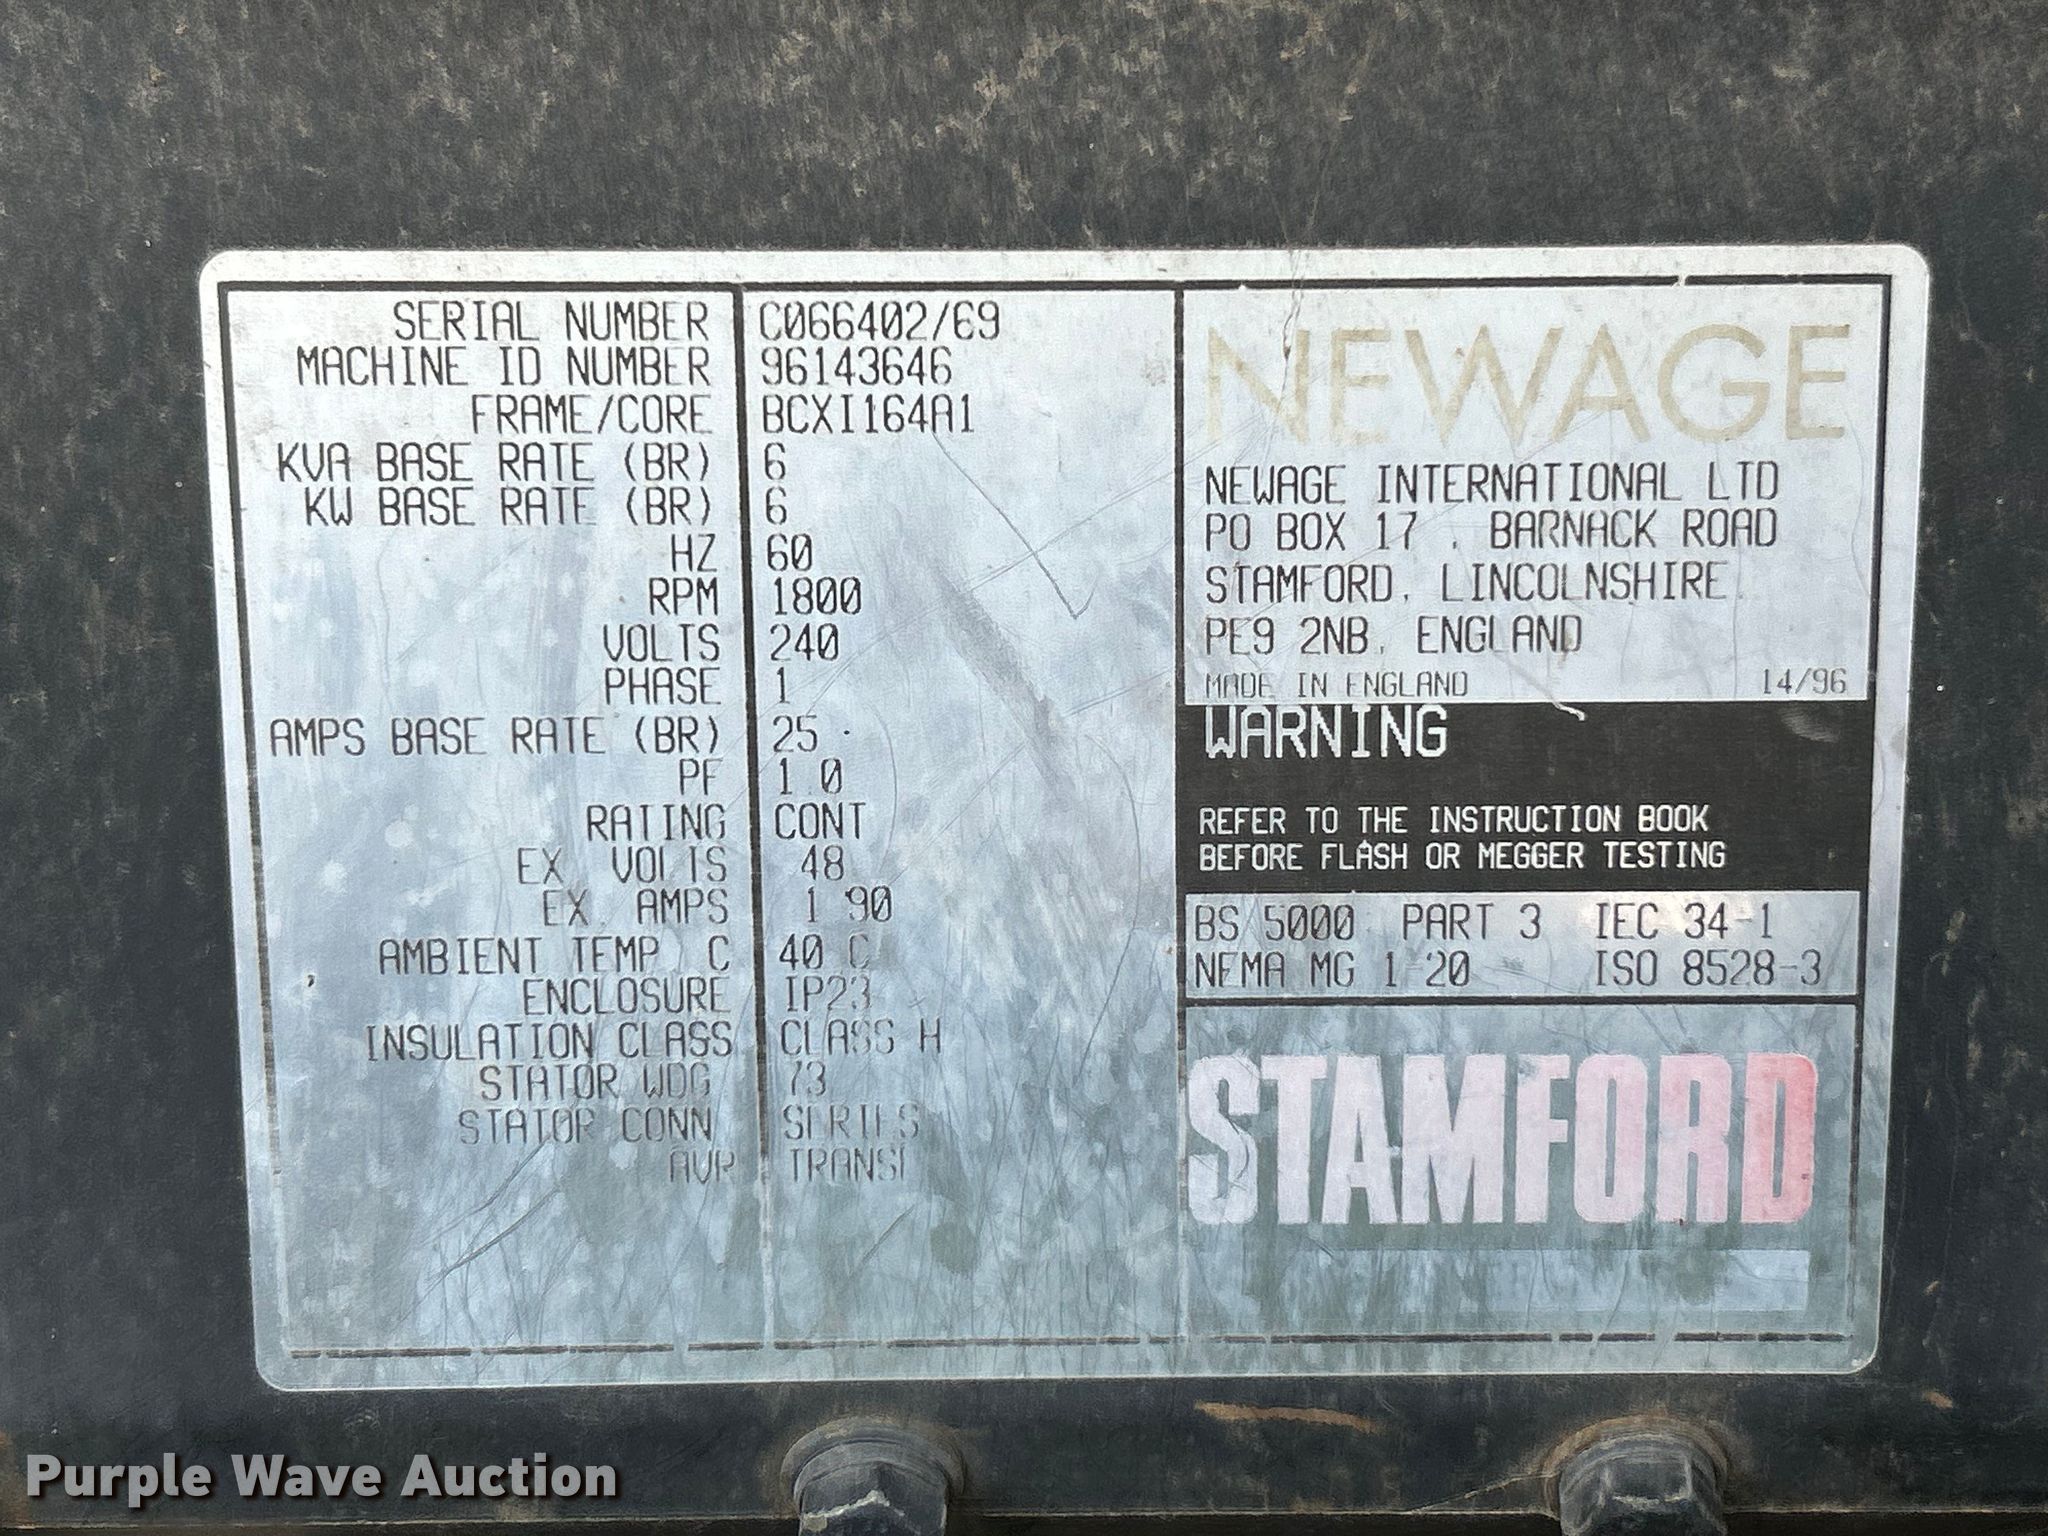 SERIAL NUMBER C066402/69
MACHINE ID NUMBER 96143646
FRAME/CORE BCXI164A1
KVA BASE RATE (BR) 6
KW BASE RATE (BR) 6
HZ 60
RPM 1800
VOLTS 240
PHASE 1
AMPS BASE RATE (BR) 25
PF 1.0
RATING CONT
EX. VOLTS 48
EX. AMPS 1.90
AMBIENT TEMP C 40 C
ENCLOSURE IP23
INSULATION CLASS CLASS H
STATOR WDG 73
STATOR CONN SERIES
AVR
NEWAGE
NEWAGE INTERNATIONAL LTD
PO BOX 17 . BARNACK ROAD
STAMFORD. LINCOLNSHIRE.
PE9 2NB. ENGLAND
MADE IN ENGLAND 14/96
WARNING
REFER TO THE INSTRUCTION BOOK
BEFORE FLASH OR MEGGER TESTING
BS 5000 PART 3 IEC 34-1
NEMA MG 1-20 ISO 8528-3
STAMFORD
Purple Wave Auction